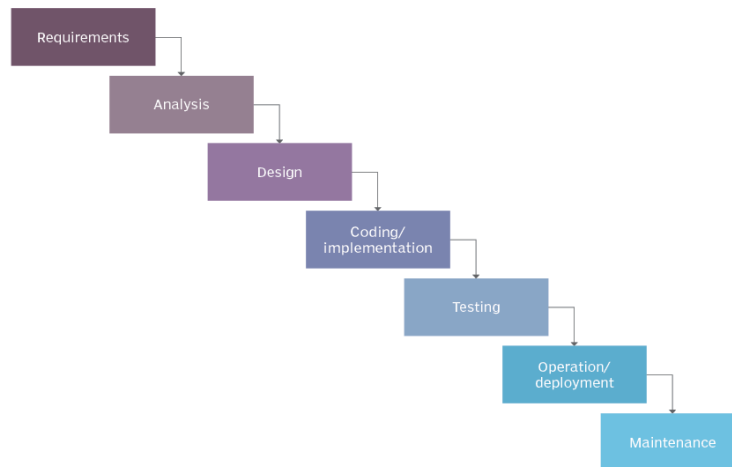 Requirements
Analysis
Design
Coding/
implementation
Testing
Operation/
deployment
Maintenance